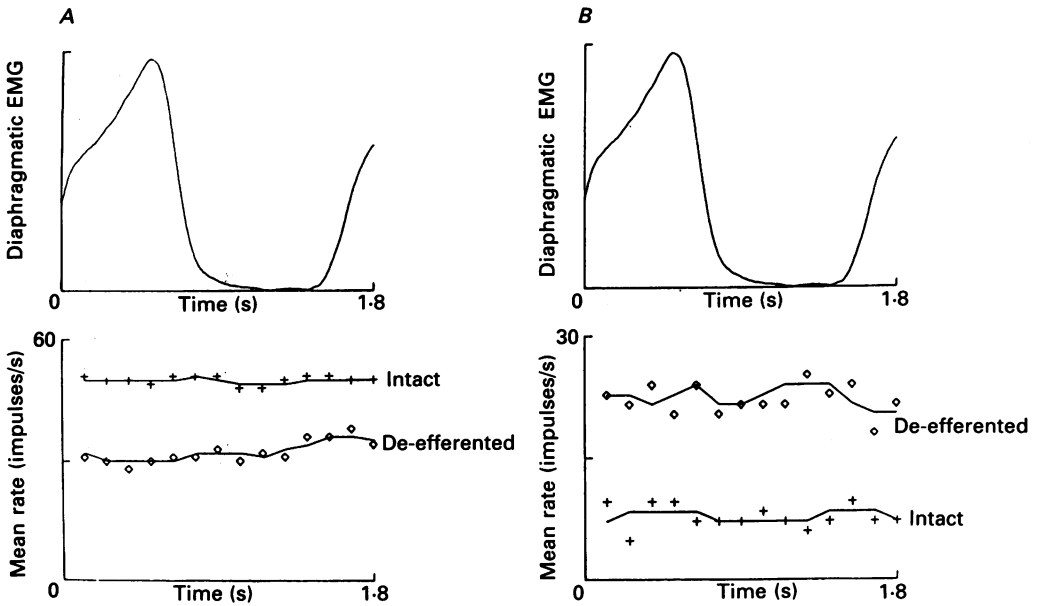 A
Diaphragmatic EMG
0
Time (s)
1·8
60
Mean rate (impulses/s)
Intact
De-efferented
0
Time (s)
1·8
B
Diaphragmatic EMG
0
Time (s)
1·8
30
Mean rate (impulses/s)
De-efferented
Intact
0
Time (s)
1·8